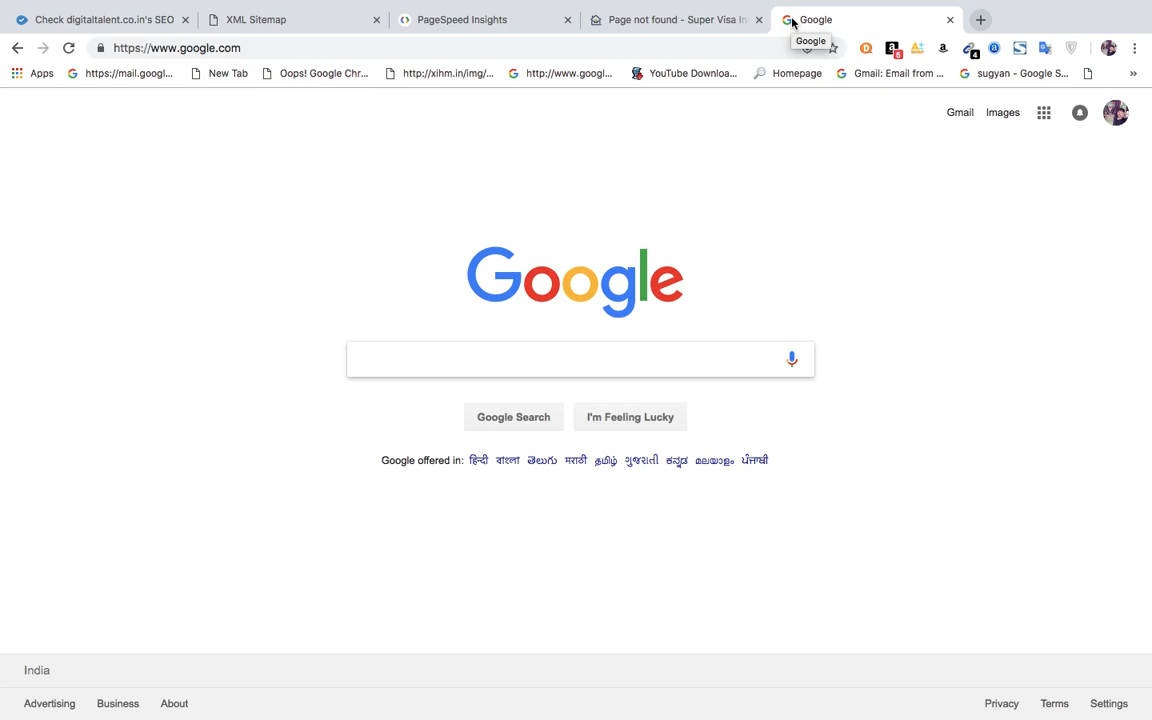 Check digitaltalent.co.in's SEO
XML Sitemap
PageSpeed Insights
Page not found - Super Visa In
Google
https://www.google.com
Google
5
4
Apps
https://mail.googl...
New Tab
Oops! Google Chr...
http://xihm.in/img/...
http://www.googl...
YouTube Downloa...
Homepage
Gmail: Email from ...
sugyan - Google S...
»
Gmail Images
Google
Google Search
I'm Feeling Lucky
Google offered in: हिन्दी বাংলা తెలుగు मराठी தமிழ் ગુજરાતી ಕನ್ನಡ മലയാളം ਪੰਜਾਬੀ
India
Advertising Business About
Privacy Terms Settings